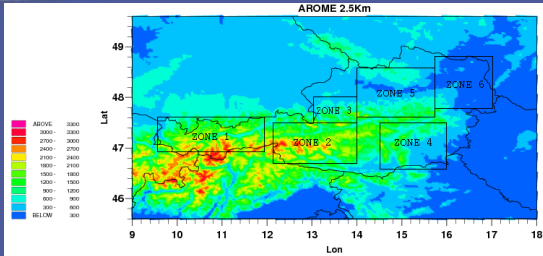 AROME 2.5Km
49
48
47
46
Lat
ZONE 6
ZONE 5
ZONE 3
ZONE 1
ZONE 2
ZONE 4
ABOVE 3300
3000 - 3300
2700 - 3000
2400 - 2700
2100 - 2400
1800 - 2100
1500 - 1800
1200 - 1500
900 - 1200
600 - 900
300 - 600
BELOW 300
9 10 11 12 13 14 15 16 17 18
Lon